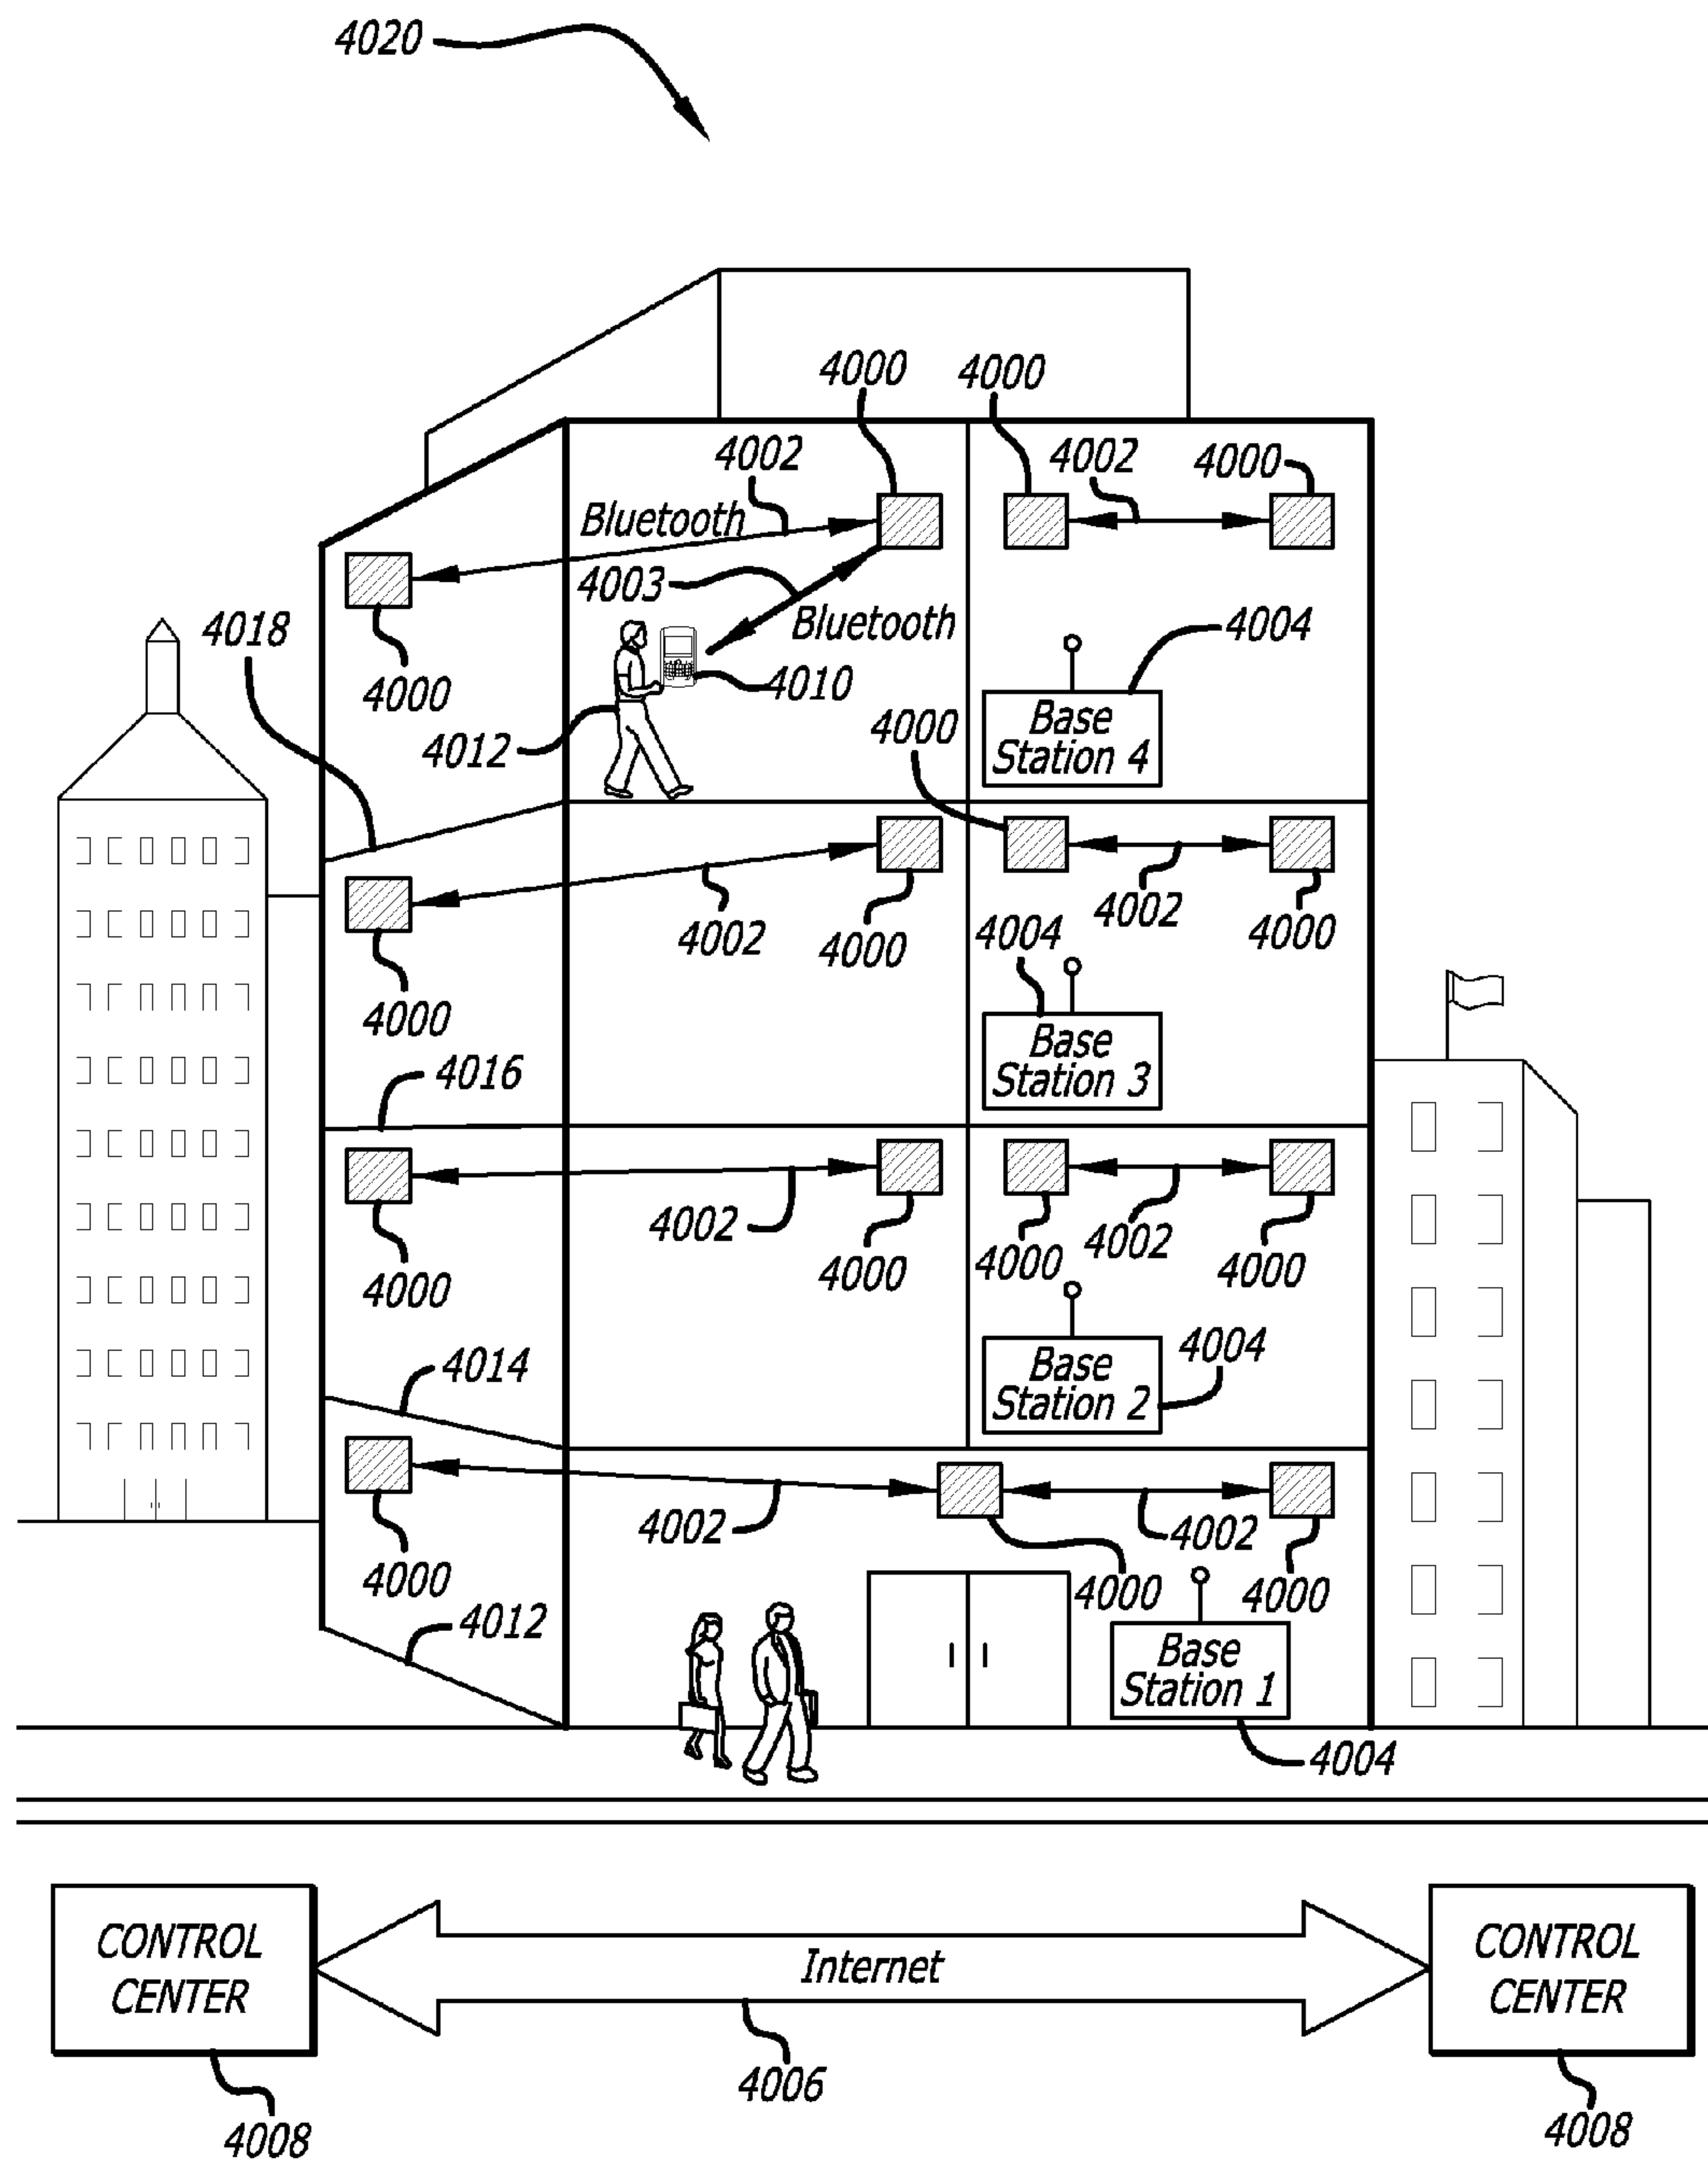 4020
4000 4000
4002 4002 4000
Bluetooth
4003
Bluetooth
4018 4004
4000 4010
4012 4000
Base
Station 4
4002 4000 4002 4000
4004
4000
Base
Station 3
4016
4002 4000 4000 4002 4000
4000
Base
Station 2
4004
4014
4002 4002
4000 4000 4000
4012
Base
Station 1
4004
CONTROL
CENTER
Internet
CONTROL
CENTER
4006
4008 4008